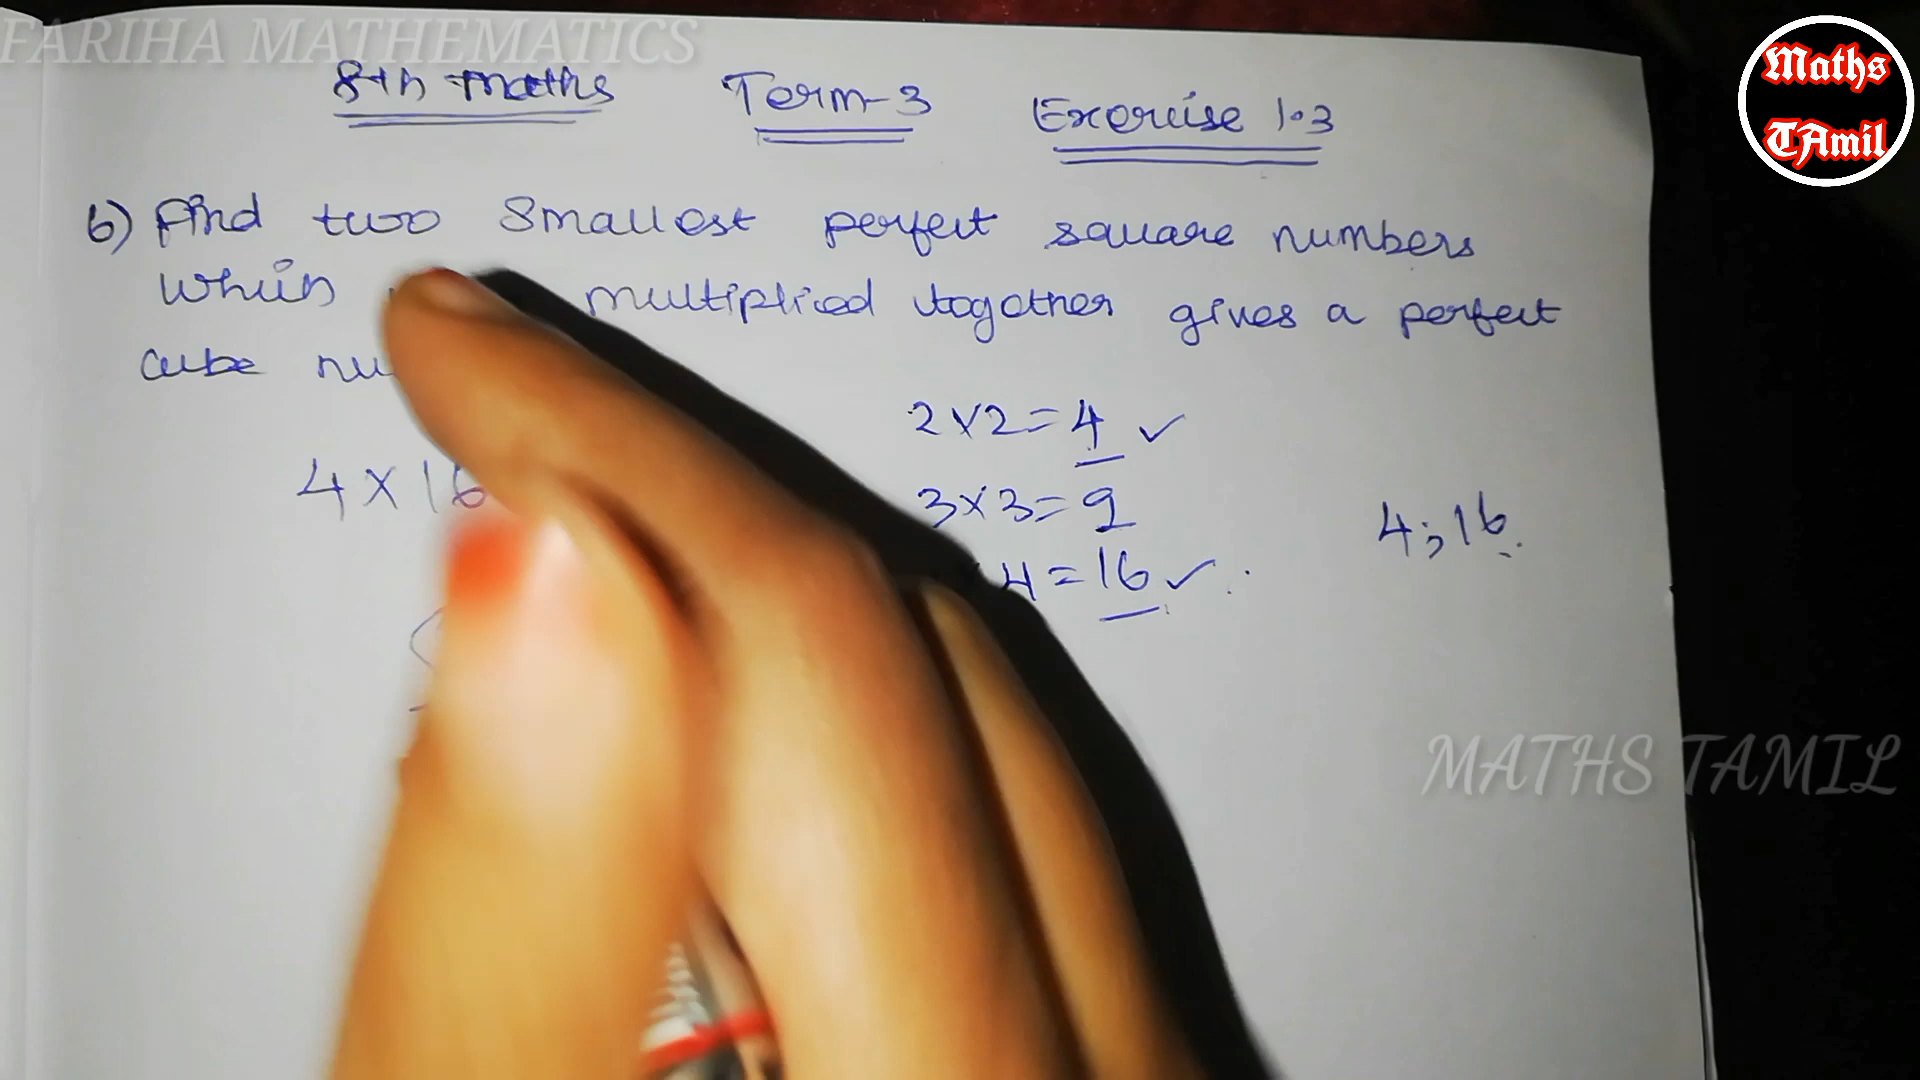 FARIHA MATHEMATICS
Maths
TAmil
8th maths Term-3 Exercise 1.3
6) Find two smallest perfect square numbers
which multiplied together gives a perfect
cube
2×2=4 ✓
4×16
3×3=9
4,16
4=16 ✓
MATHS TAMIL